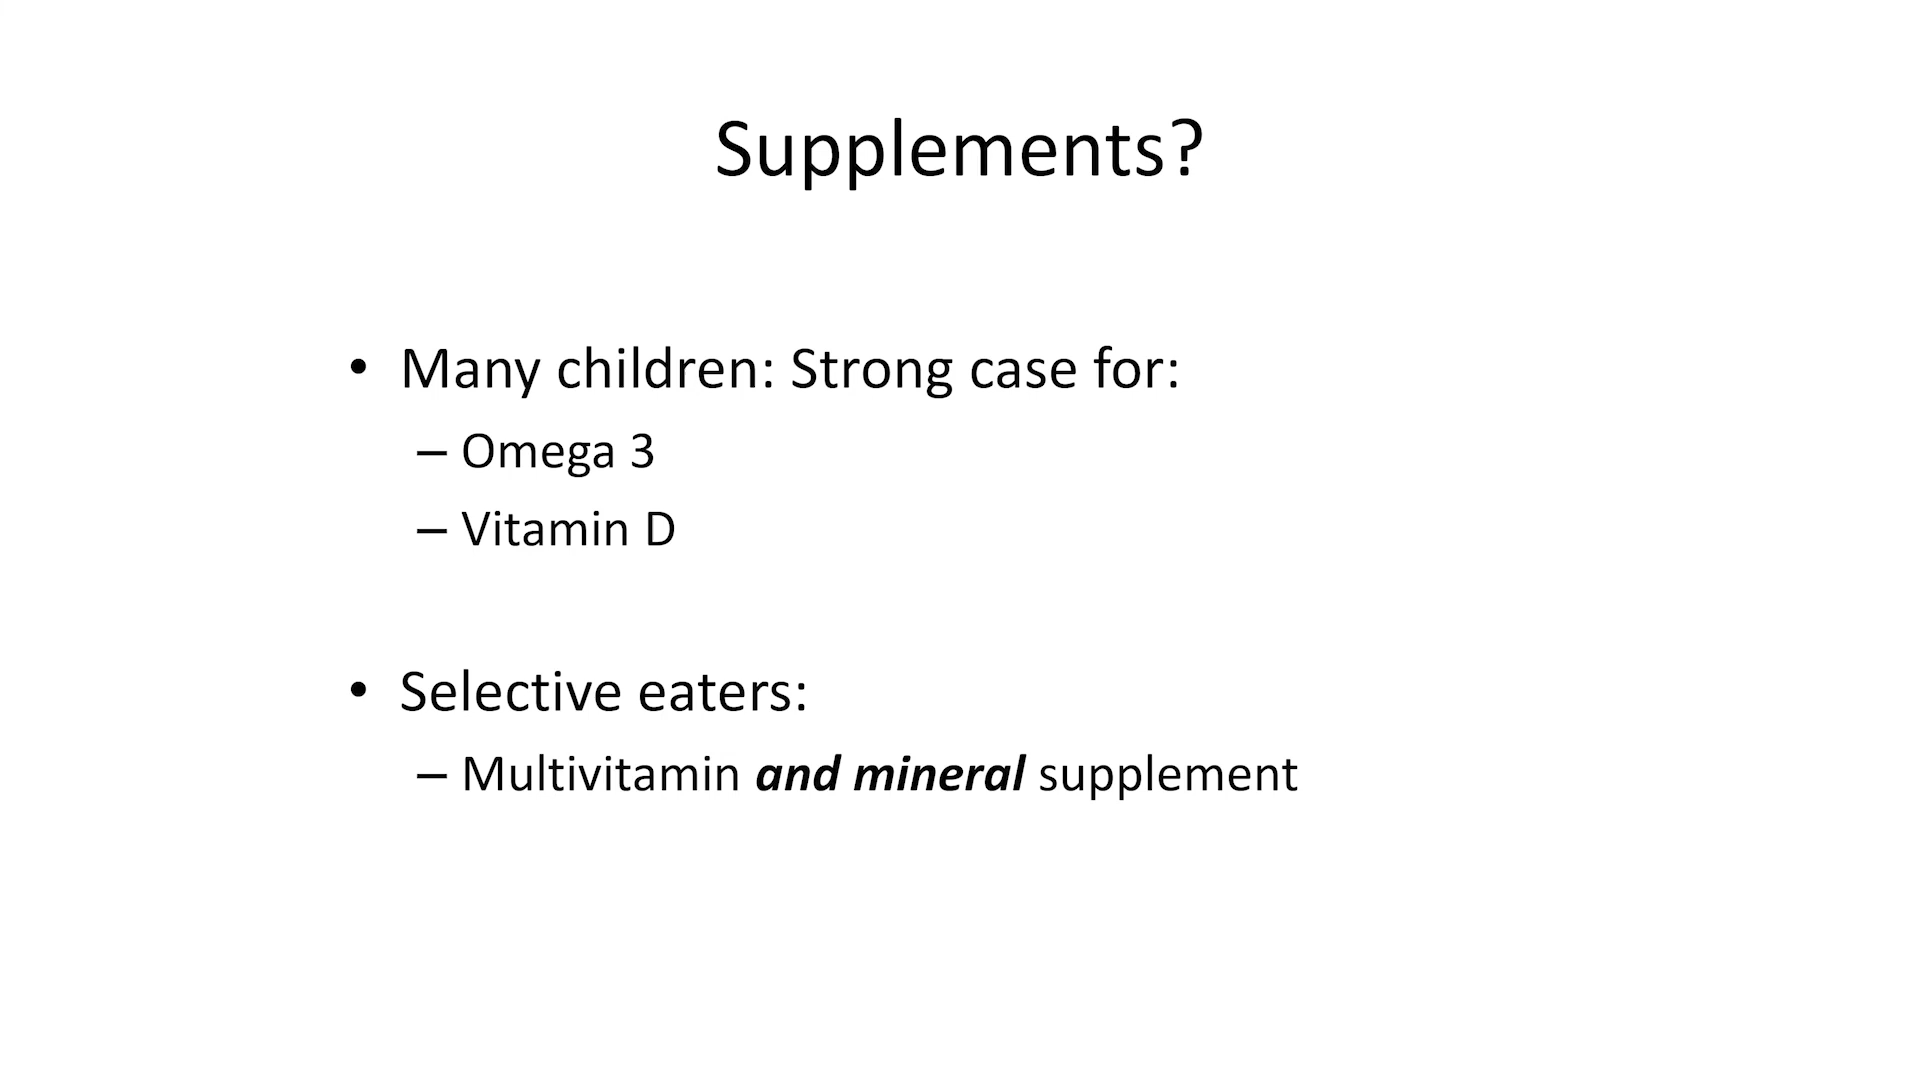 Supplements?
• Many children: Strong case for:
– Omega 3
– Vitamin D
• Selective eaters:
– Multivitamin and mineral supplement